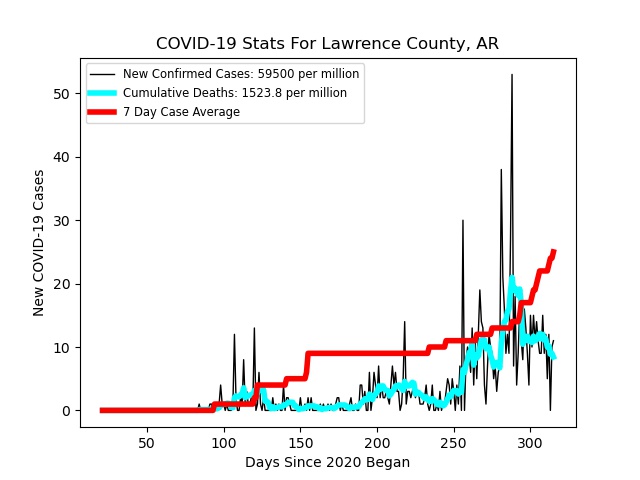 COVID-19 Stats For Lawrence County, AR
New Confirmed Cases: 59500 per million
Cumulative Deaths: 1523.8 per million
7 Day Case Average
50
40
30
20
10
0
New COVID-19 Cases
50 100 150 200 250 300
Days Since 2020 Began